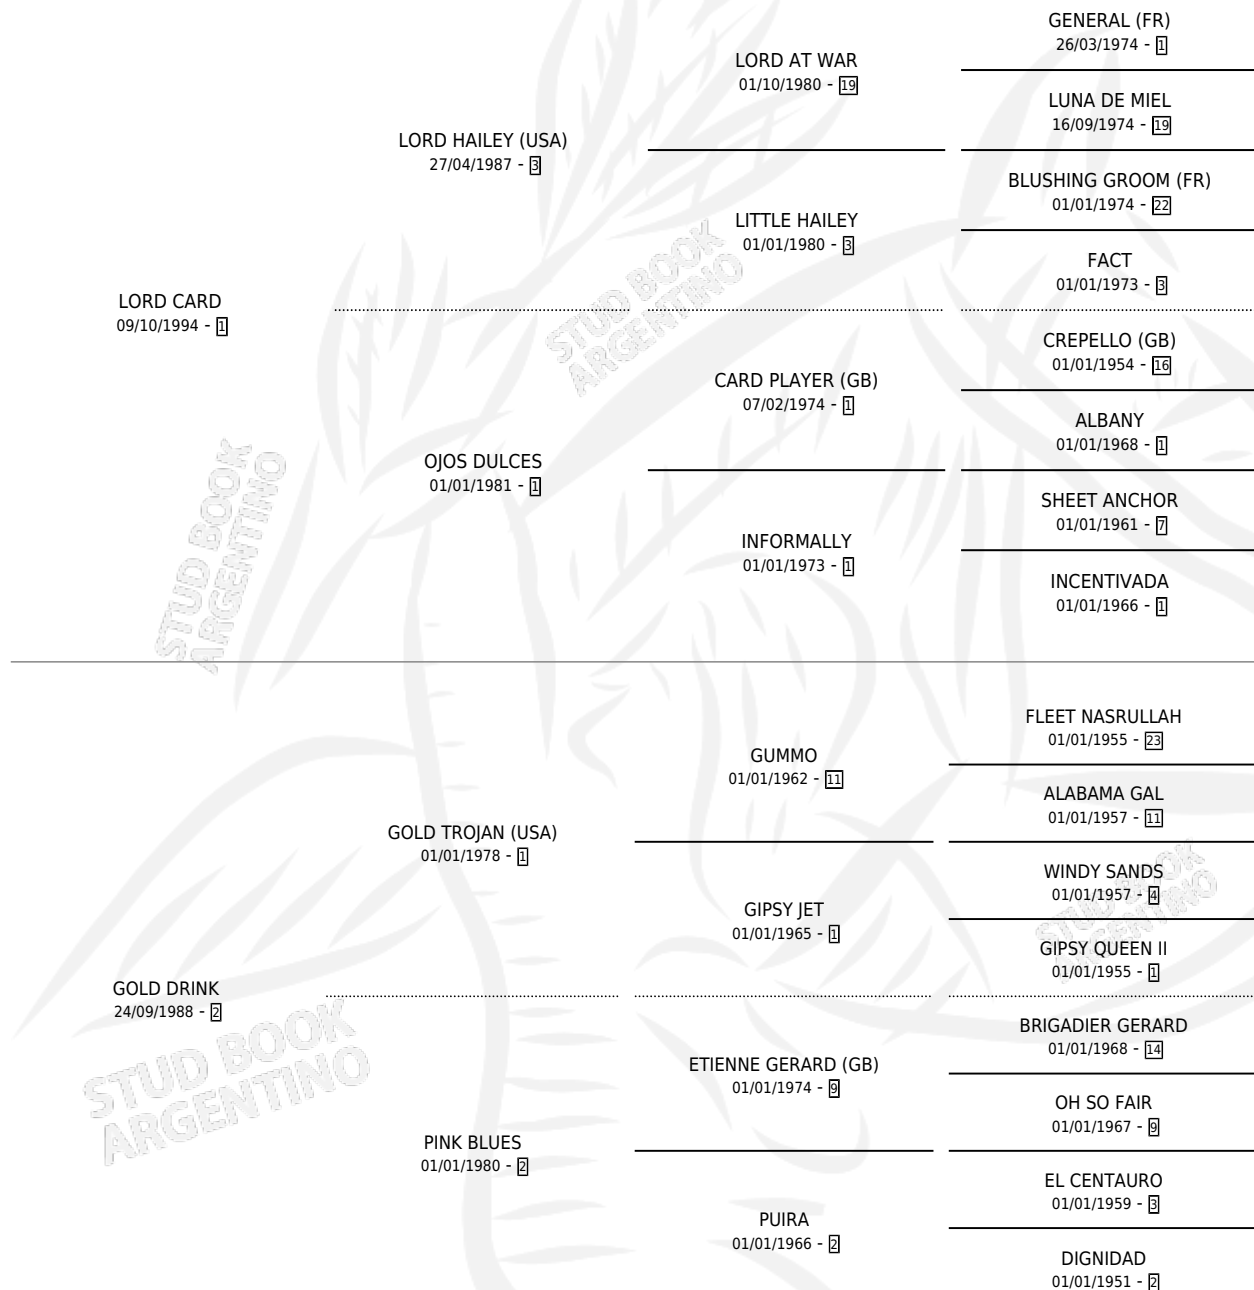 GENERAL (FR)
26/03/1974 - 1
LORD AT WAR
01/10/1980 - 19
LUNA DE MIEL
16/09/1974 - 19
LORD HAILEY (USA)
27/04/1987 - 3
BLUSHING GROOM (FR)
01/01/1974 - 22
LITTLE HAILEY
01/01/1980 - 3
FACT
01/01/1973 - 3
LORD CARD
09/10/1994 - 1
CREPELLO (GB)
01/01/1954 - 16
CARD PLAYER (GB)
07/02/1974 - 1
ALBANY
01/01/1968 - 1
OJOS DULCES
01/01/1981 - 1
SHEET ANCHOR
01/01/1961 - 7
INFORMALLY
01/01/1973 - 1
INCENTIVADA
01/01/1966 - 1
STUD BOOK
ARGENTINO
STUD BOOK
ARGENTINO
FLEET NASRULLAH
01/01/1955 - 23
GUMMO
01/01/1962 - 11
ALABAMA GAL
01/01/1957 - 11
GOLD TROJAN (USA)
01/01/1978 - 1
WINDY SANDS
01/01/1957 - 4
GIPSY JET
01/01/1965 - 1
GIPSY QUEEN II
01/01/1955 - 1
STUD BOOK
ARGENTINO
GOLD DRINK
24/09/1988 - 2
BRIGADIER GERARD
01/01/1968 - 14
ETIENNE GERARD (GB)
01/01/1974 - 9
OH SO FAIR
01/01/1967 - 9
PINK BLUES
01/01/1980 - 2
EL CENTAURO
01/01/1959 - 3
PUIRA
01/01/1966 - 2
DIGNIDAD
01/01/1951 - 2
STUD BOOK
ARGENTINO